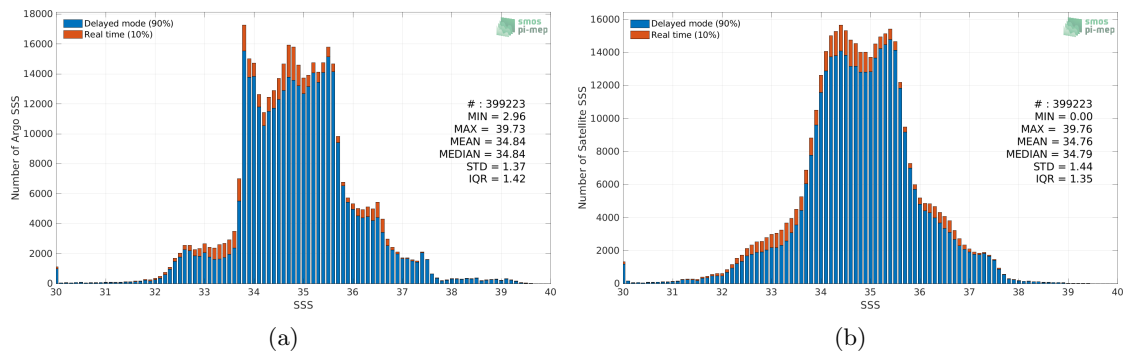 Delayed mode (90%)
Real time (10%)
smos
pi-mep
# : 399223
MIN = 2.96
MAX = 39.73
MEAN = 34.84
MEDIAN = 34.84
STD = 1.37
IQR = 1.42
Number of Argo SSS
18000
16000
14000
12000
10000
8000
6000
4000
2000
0
30 31 32 33 34 35 36 37 38 39 40
SSS
(a)
Delayed mode (90%)
Real time (10%)
smos
pi-mep
# : 399223
MIN = 0.00
MAX = 39.76
MEAN = 34.76
MEDIAN = 34.79
STD = 1.44
IQR = 1.35
Number of Satellite SSS
16000
14000
12000
10000
8000
6000
4000
2000
0
30 31 32 33 34 35 36 37 38 39 40
SSS
(b)